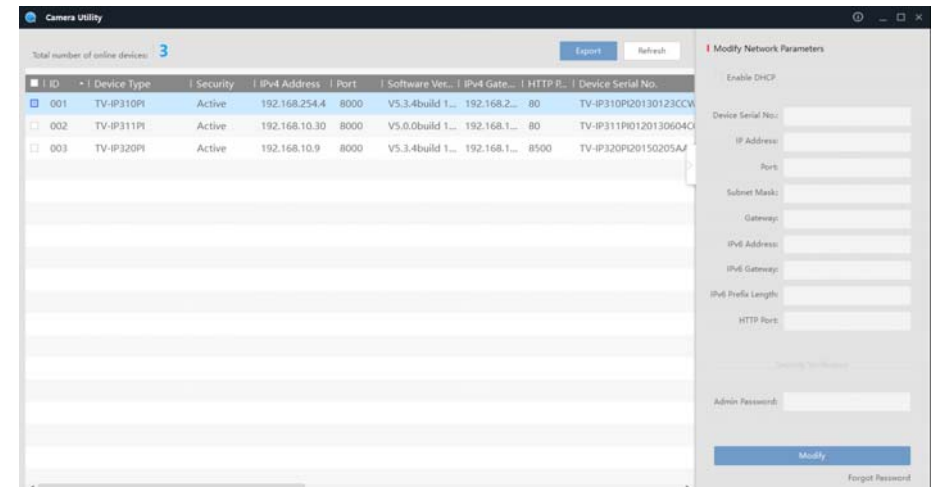 Camera Utility
Total number of online devices: 3
Export Refresh
ID Device Type Security IPv4 Address Port Software Ver... IPv4 Gate... HTTP P... Device Serial No.
001 TV-IP310PI Active 192.168.254.4 8000 V5.3.4build 1... 192.168.2... 80 TV-IP310PI20130123CCW
002 TV-IP311PI Active 192.168.10.30 8000 V5.0.0build 1... 192.168.1... 80 TV-IP311PI0120130604C
003 TV-IP320PI Active 192.168.10.9 8000 V5.3.4build 1... 192.168.1... 8500 TV-IP320PI20150205AA
Modify Network Parameters
Enable DHCP
Device Serial No.:
IP Address:
Port:
Subnet Mask:
Gateway:
IPv6 Address:
IPv6 Gateway:
IPv6 Prefix Length:
HTTP Port:
Admin Password:
Modify
Forgot Password